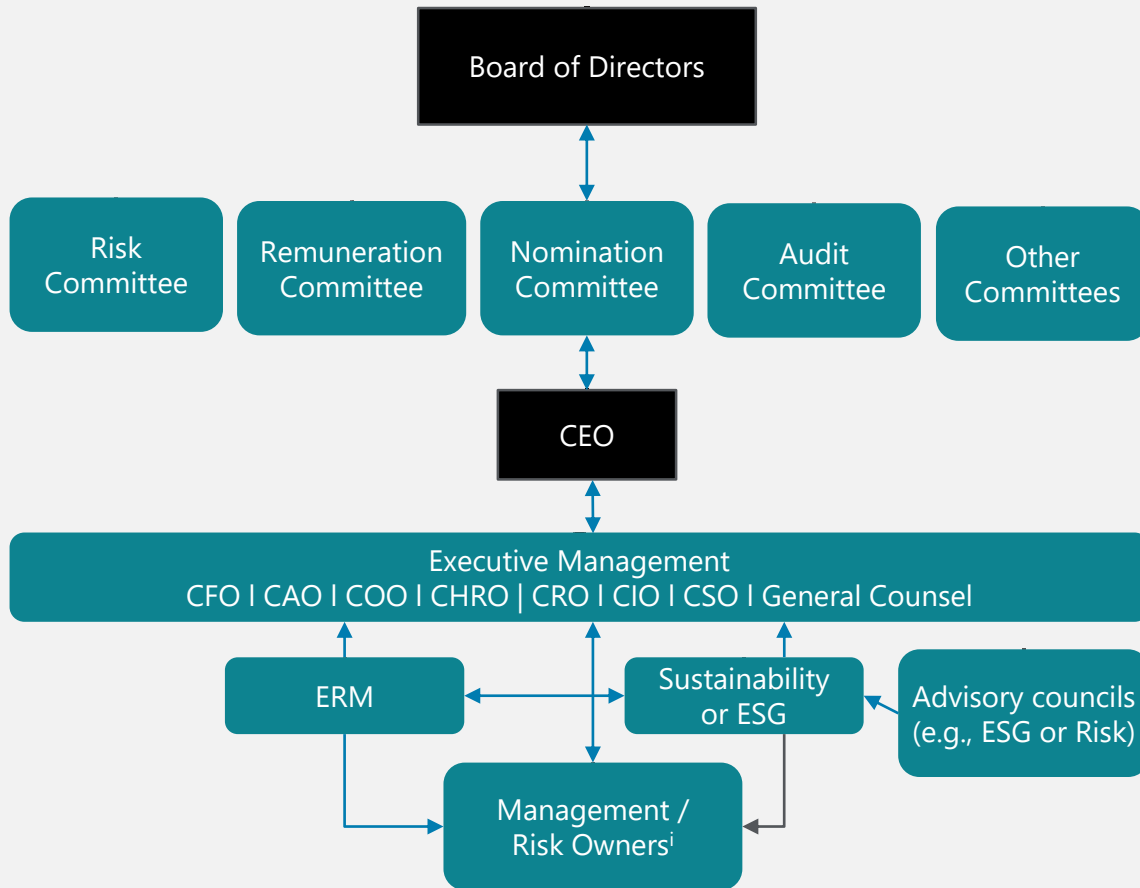 Board of Directors
Risk
Committee
Remuneration
Committee
Nomination
Committee
Audit
Committee
Other
Committees
CEO
Executive Management
CFO l CAO l COO l CHRO | CRO l CIO l CSO l General Counsel
ERM
Sustainability
or ESG
Advisory councils
(e.g., ESG or Risk)
Management /
Risk Ownersⁱ